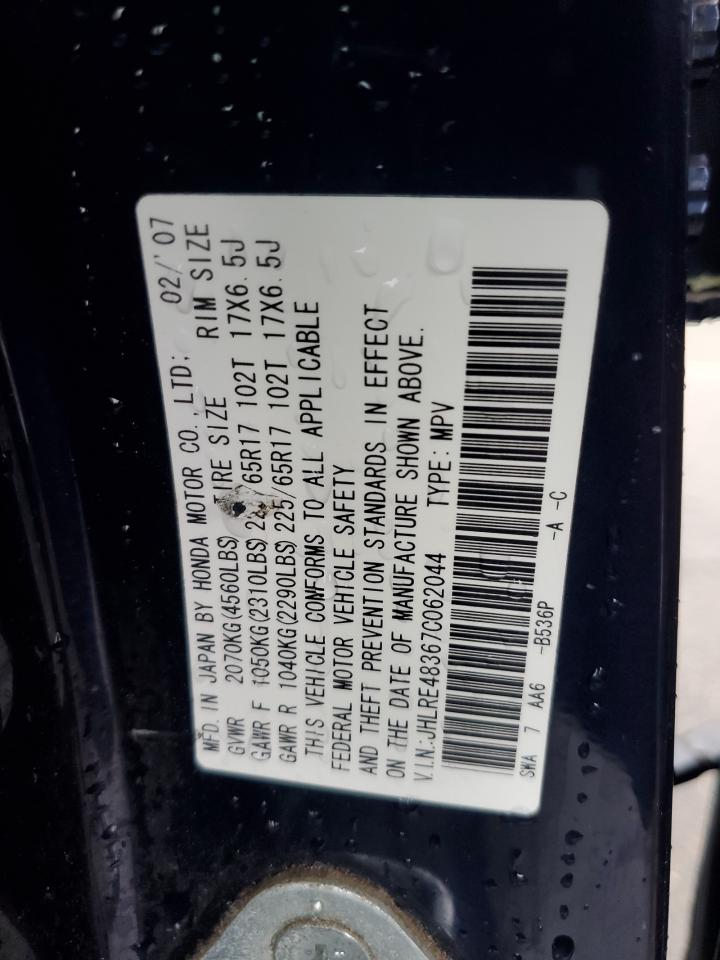 MFD. IN JAPAN BY HONDA MOTOR CO., LTD: 02/'07
GVWR 2070KG(4560LBS) TIRE SIZE RIM SIZE
GAWR F 1050KG(2310LBS) /65R17 102T 17X6.5J
GAWR R 1040KG(2290LBS) 225/65R17 102T 17X6.5J
THIS VEHICLE CONFORMS TO ALL APPLICABLE
FEDERAL MOTOR VEHICLE SAFETY
AND THEFT PREVENTION STANDARDS IN EFFECT
ON THE DATE OF MANUFACTURE SHOWN ABOVE.
V.I.N:JHLRE48367C062044 TYPE:MPV
SWA 7 AA6 -B536P -A -C